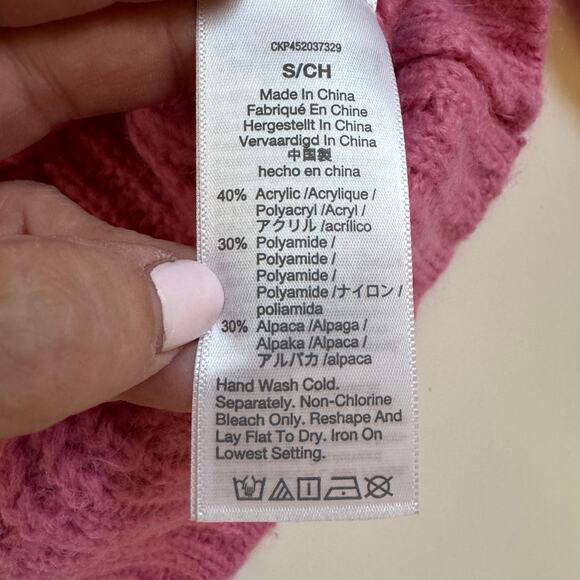 CKP452037329
S/CH
Made In China
Fabriqué En Chine
Hergestellt In China
Vervaardigd In China
中国製
hecho en china
40% Acrylic /Acrylique /
Polyacryl /Acryl /
アクリル /acrílico
30% Polyamide /
Polyamide /
Polyamide /
Polyamide /ナイロン /
poliamida
30% Alpaca /Alpaga /
Alpaka /Alpaca /
アルパカ /alpaca
Hand Wash Cold.
Separately. Non-Chlorine
Bleach Only. Reshape And
Lay Flat To Dry. Iron On
Lowest Setting.